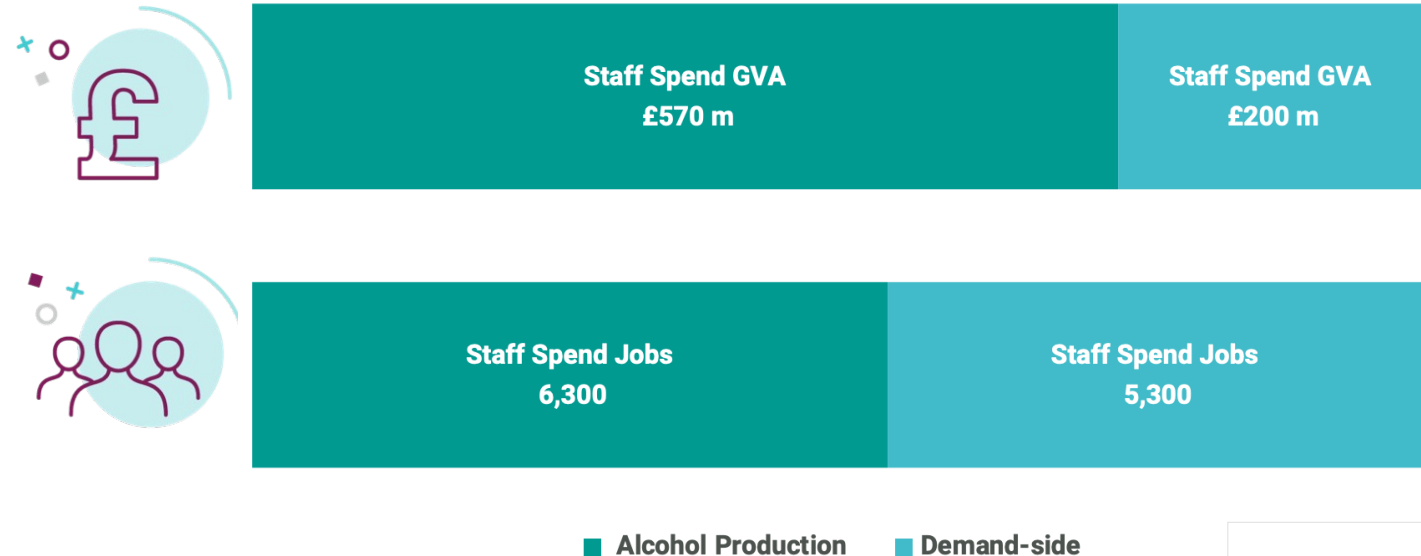 Staff Spend GVA
£570 m
Staff Spend GVA
£200 m
Staff Spend Jobs
6,300
Staff Spend Jobs
5,300
Alcohol Production
Demand-side